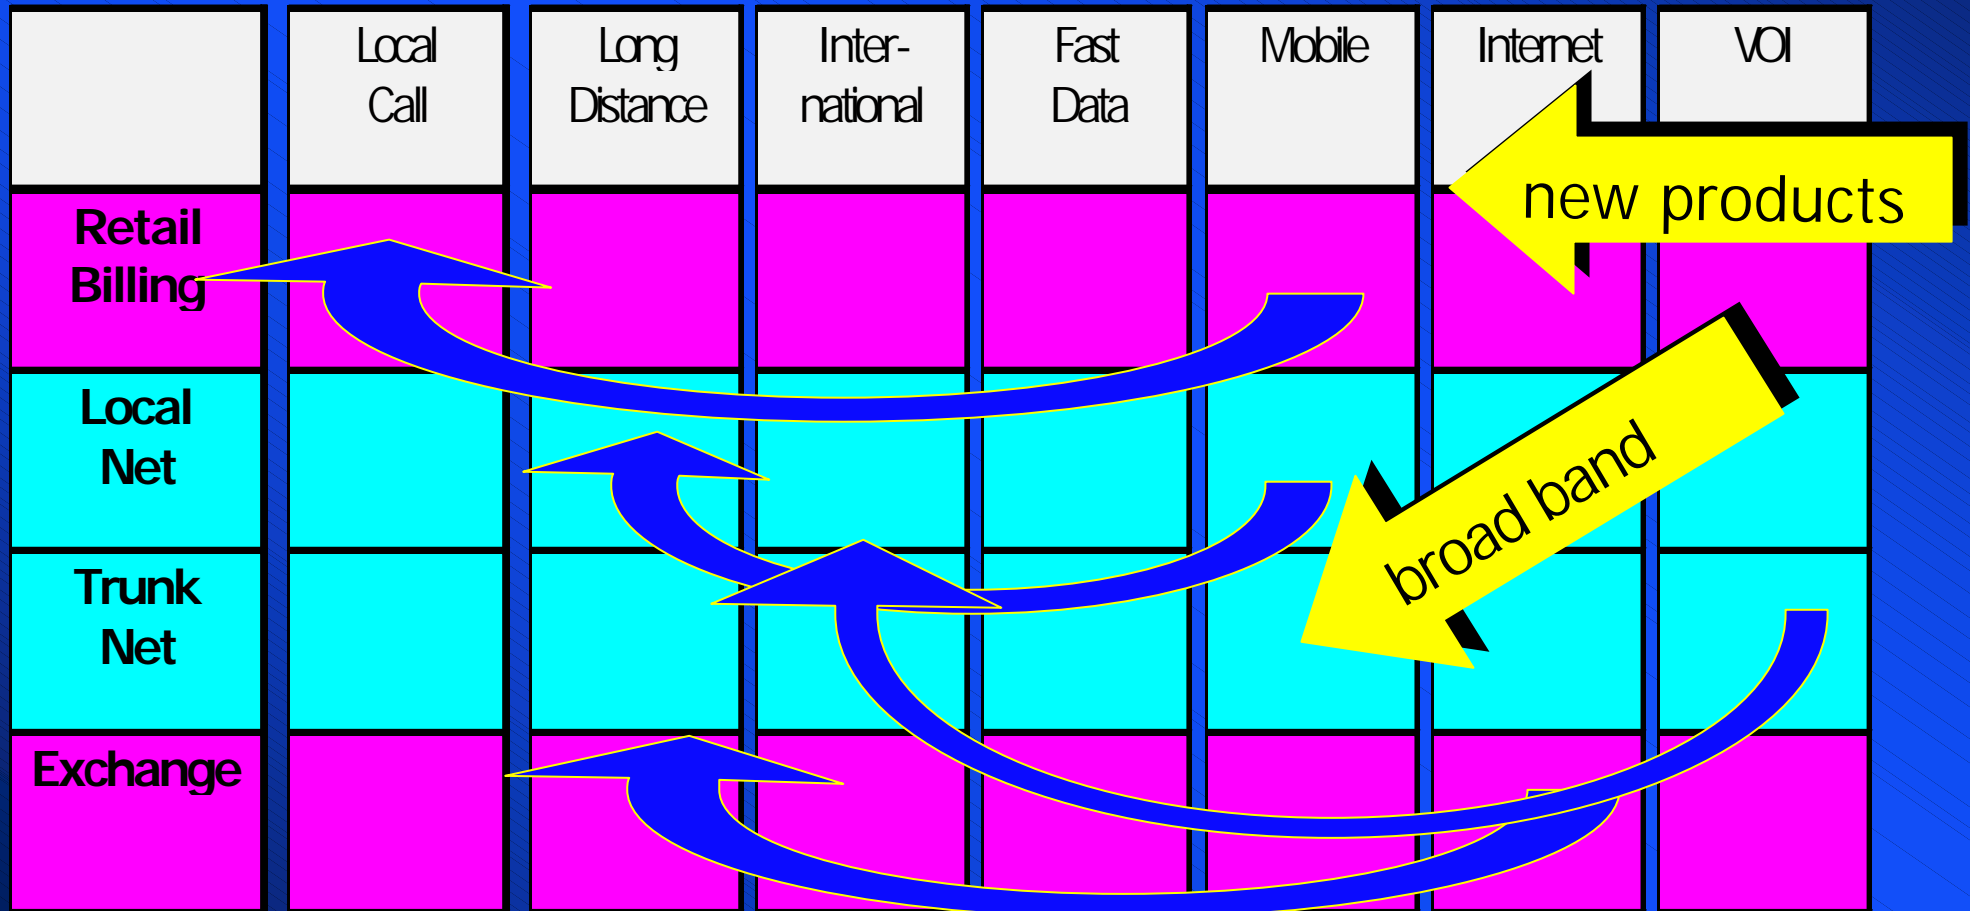 Local
Call
Long
Distance
Inter-
national
Fast
Data
Mobile
Internet
VOI
new products
Retail
Billing
Local
Net
broad band
Trunk
Net
Exchange